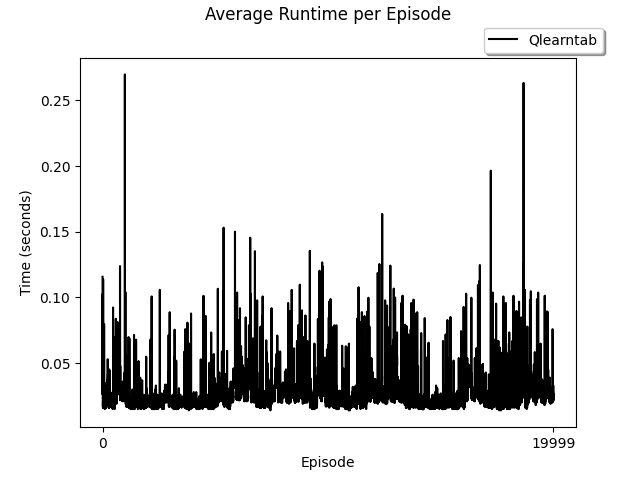 Average Runtime per Episode
Qlearntab
0.25
0.20
0.15
0.10
0.05
Time (seconds)
0 19999
Episode